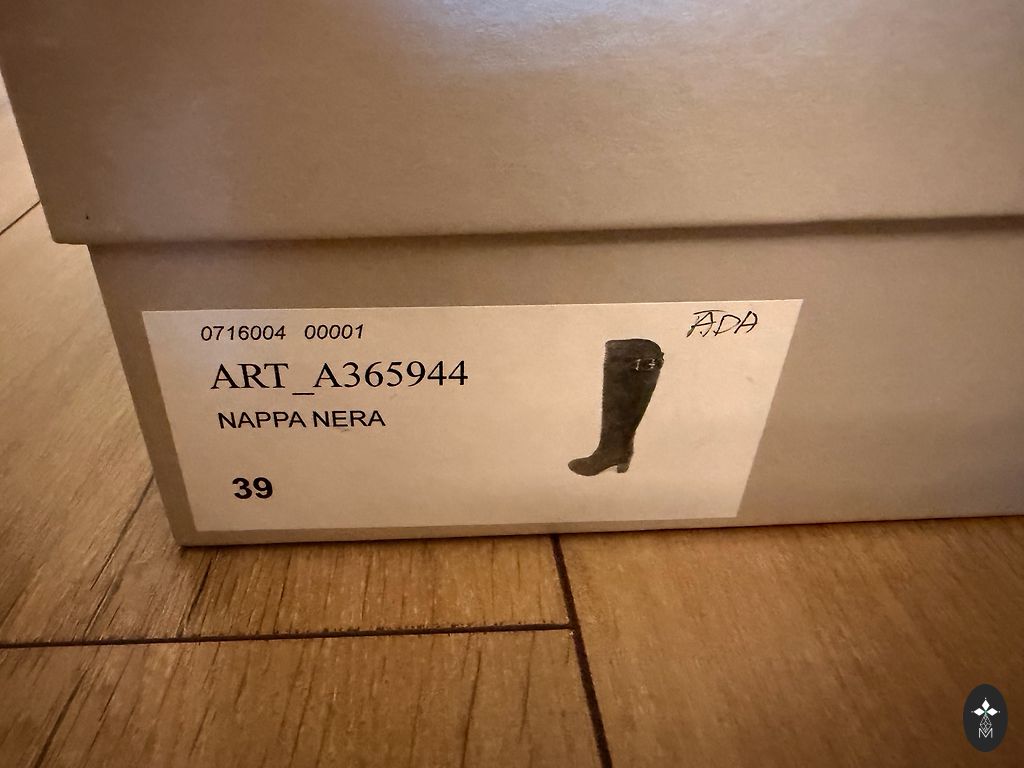 0716004 00001
ART_A365944
NAPPA NERA
39
ADA
M